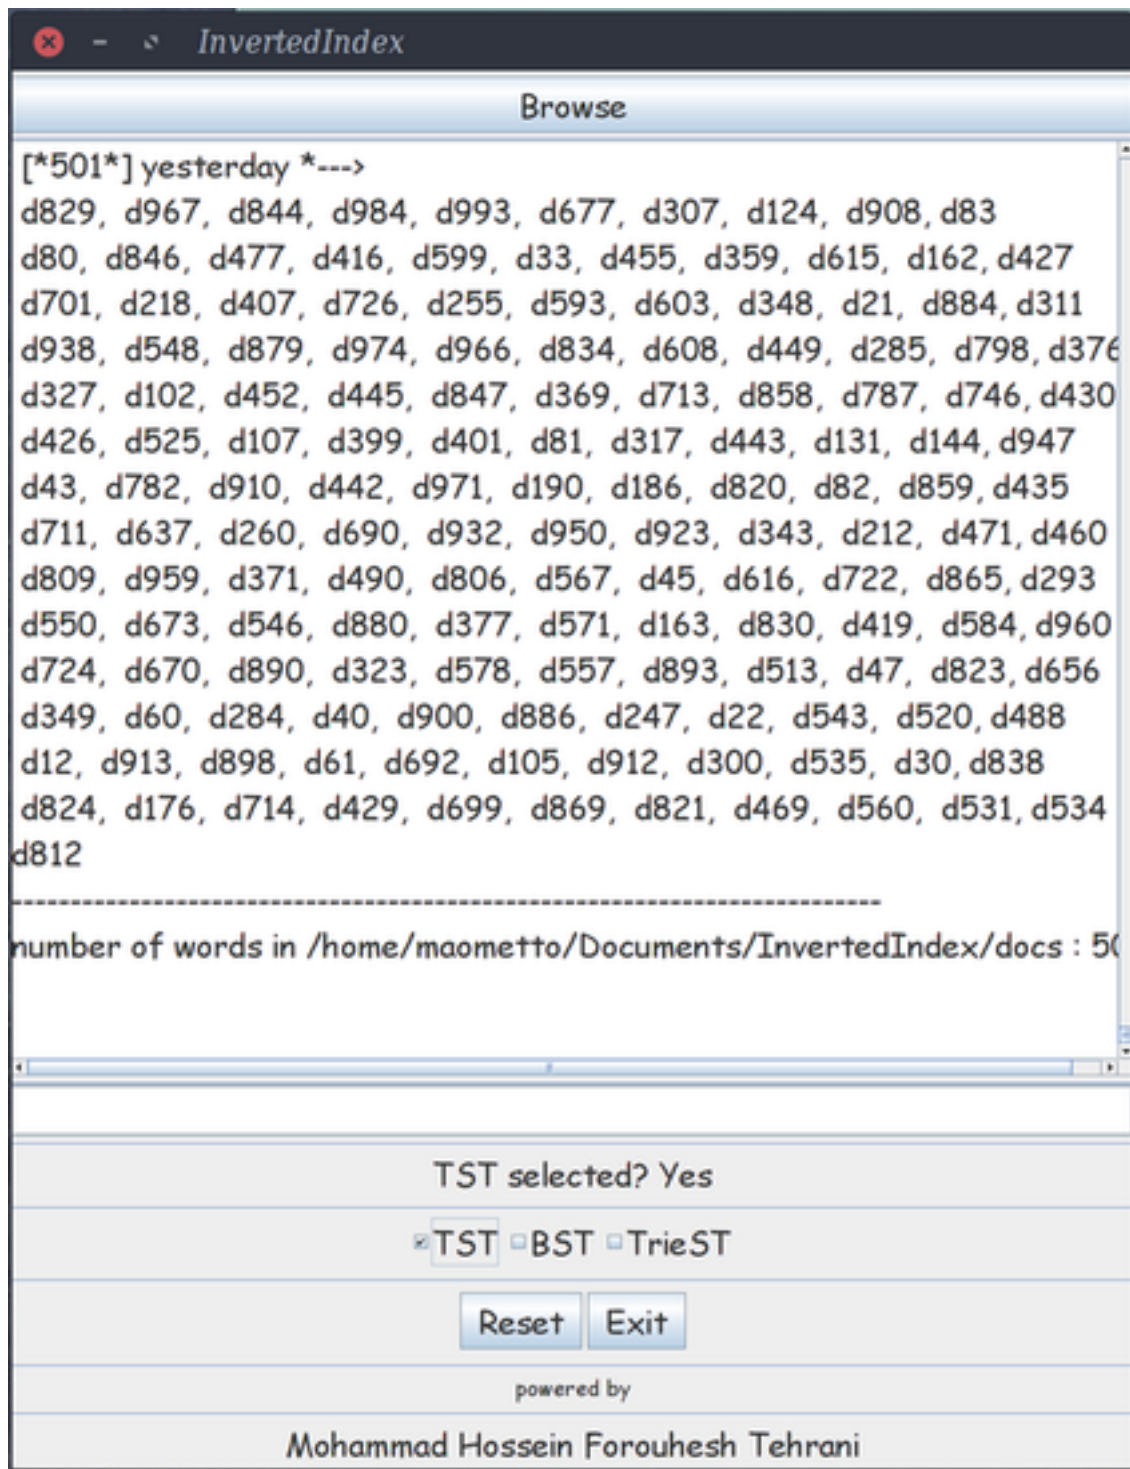 InvertedIndex
Browse
[*501*] yesterday *--->
d829, d967, d844, d984, d993, d677, d307, d124, d908, d83
d80, d846, d477, d416, d599, d33, d455, d359, d615, d162, d427
d701, d218, d407, d726, d255, d593, d603, d348, d21, d884, d311
d938, d548, d879, d974, d966, d834, d608, d449, d285, d798, d376
d327, d102, d452, d445, d847, d369, d713, d858, d787, d746, d430
d426, d525, d107, d399, d401, d81, d317, d443, d131, d144, d947
d43, d782, d910, d442, d971, d190, d186, d820, d82, d859, d435
d711, d637, d260, d690, d932, d950, d923, d343, d212, d471, d460
d809, d959, d371, d490, d806, d567, d45, d616, d722, d865, d293
d550, d673, d546, d880, d377, d571, d163, d830, d419, d584, d960
d724, d670, d890, d323, d578, d557, d893, d513, d47, d823, d656
d349, d60, d284, d40, d900, d886, d247, d22, d543, d520, d488
d12, d913, d898, d61, d692, d105, d912, d300, d535, d30, d838
d824, d176, d714, d429, d699, d869, d821, d469, d560, d531, d534
d812
--------------------------------------------------------------------------
number of words in /home/maometto/Documents/InvertedIndex/docs : 50
TST selected? Yes
TST BST TrieST
Reset Exit
powered by
Mohammad Hossein Forouhesh Tehrani